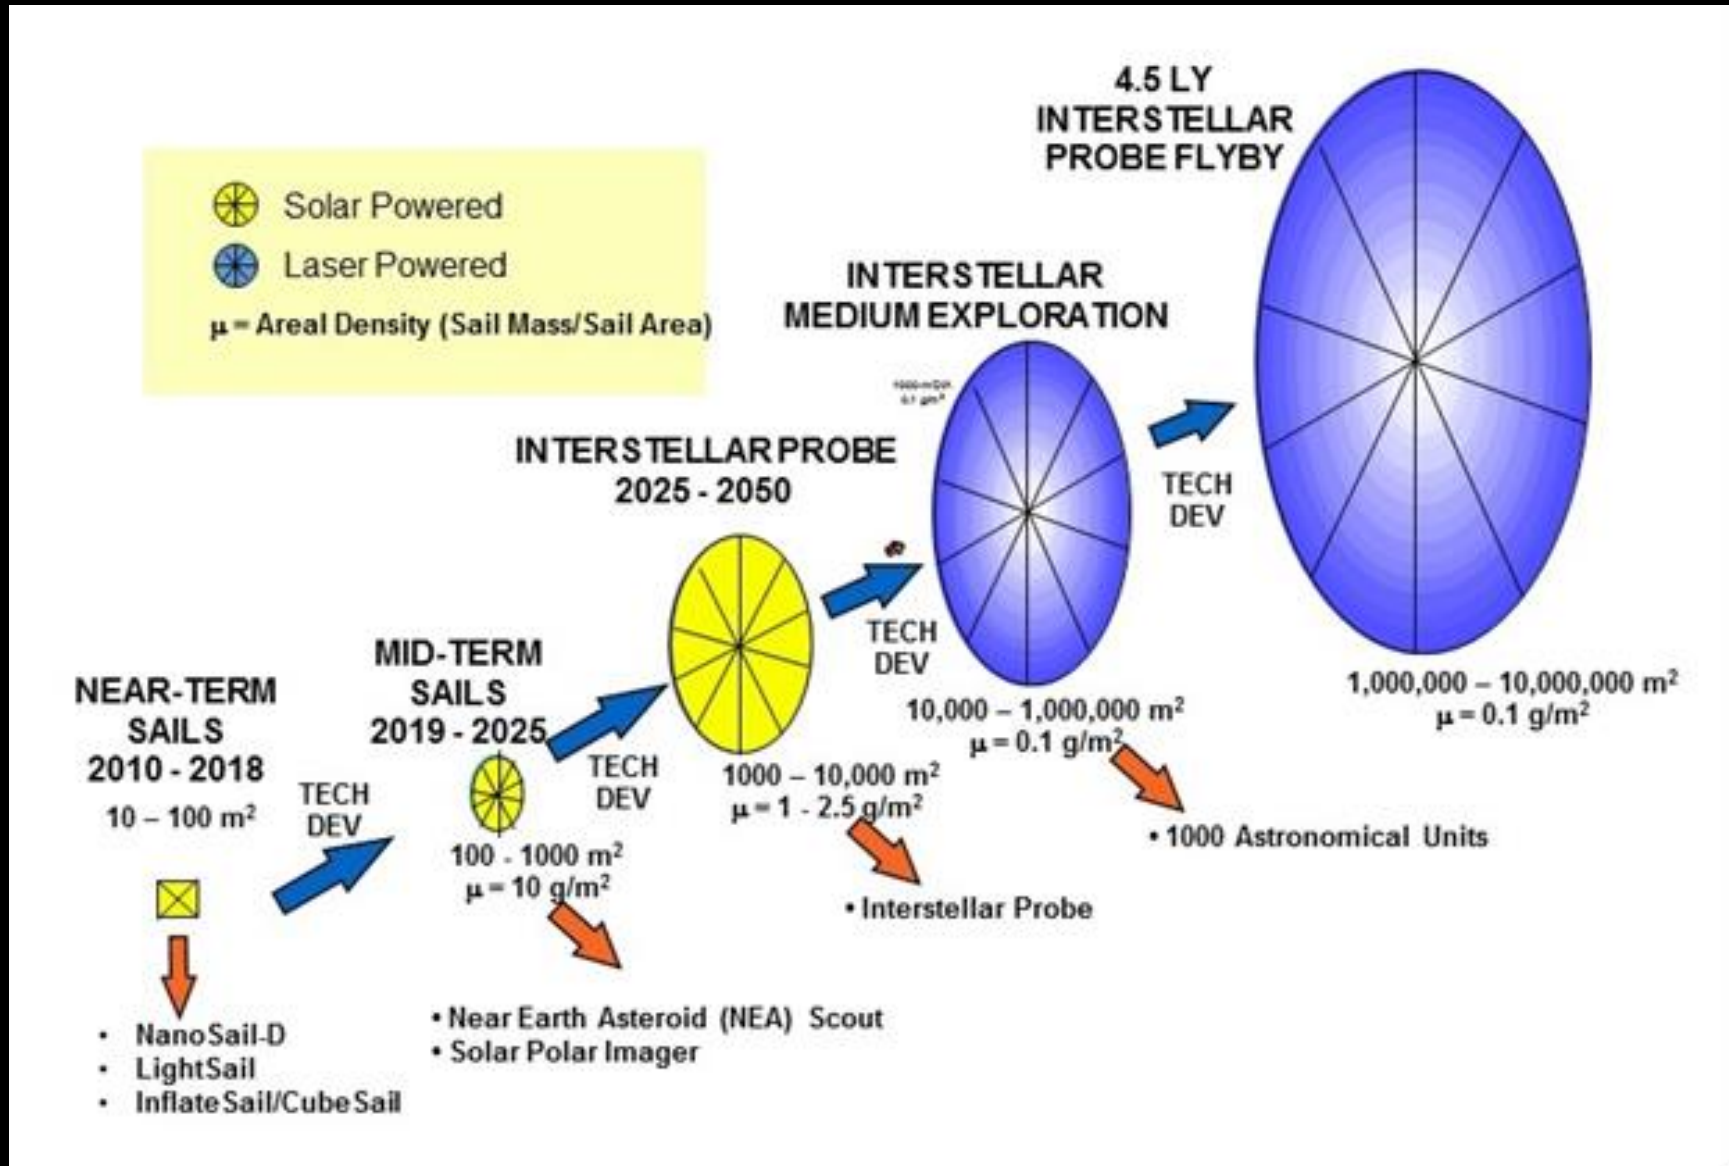 4.5 LY
INTERSTELLAR
PROBE FLYBY
Solar Powered
Laser Powered
μ = Areal Density (Sail Mass/Sail Area)
INTERSTELLAR
MEDIUM EXPLORATION
INTERSTELLAR PROBE
2025 - 2050
TECH
DEV
TECH
DEV
MID-TERM
SAILS
2019 - 2025
NEAR-TERM
SAILS
2010 - 2018
10 – 100 m²
TECH
DEV
TECH
DEV
1,000,000 – 10,000,000 m²
μ = 0.1 g/m²
10,000 – 1,000,000 m²
μ = 0.1 g/m²
1000 – 10,000 m²
μ = 1 - 2.5 g/m²
100 - 1000 m²
μ = 10 g/m²
• 1000 Astronomical Units
• Interstellar Probe
• Near Earth Asteroid (NEA) Scout
• Solar Polar Imager
• NanoSail-D
• LightSail
• InflateSail/CubeSail